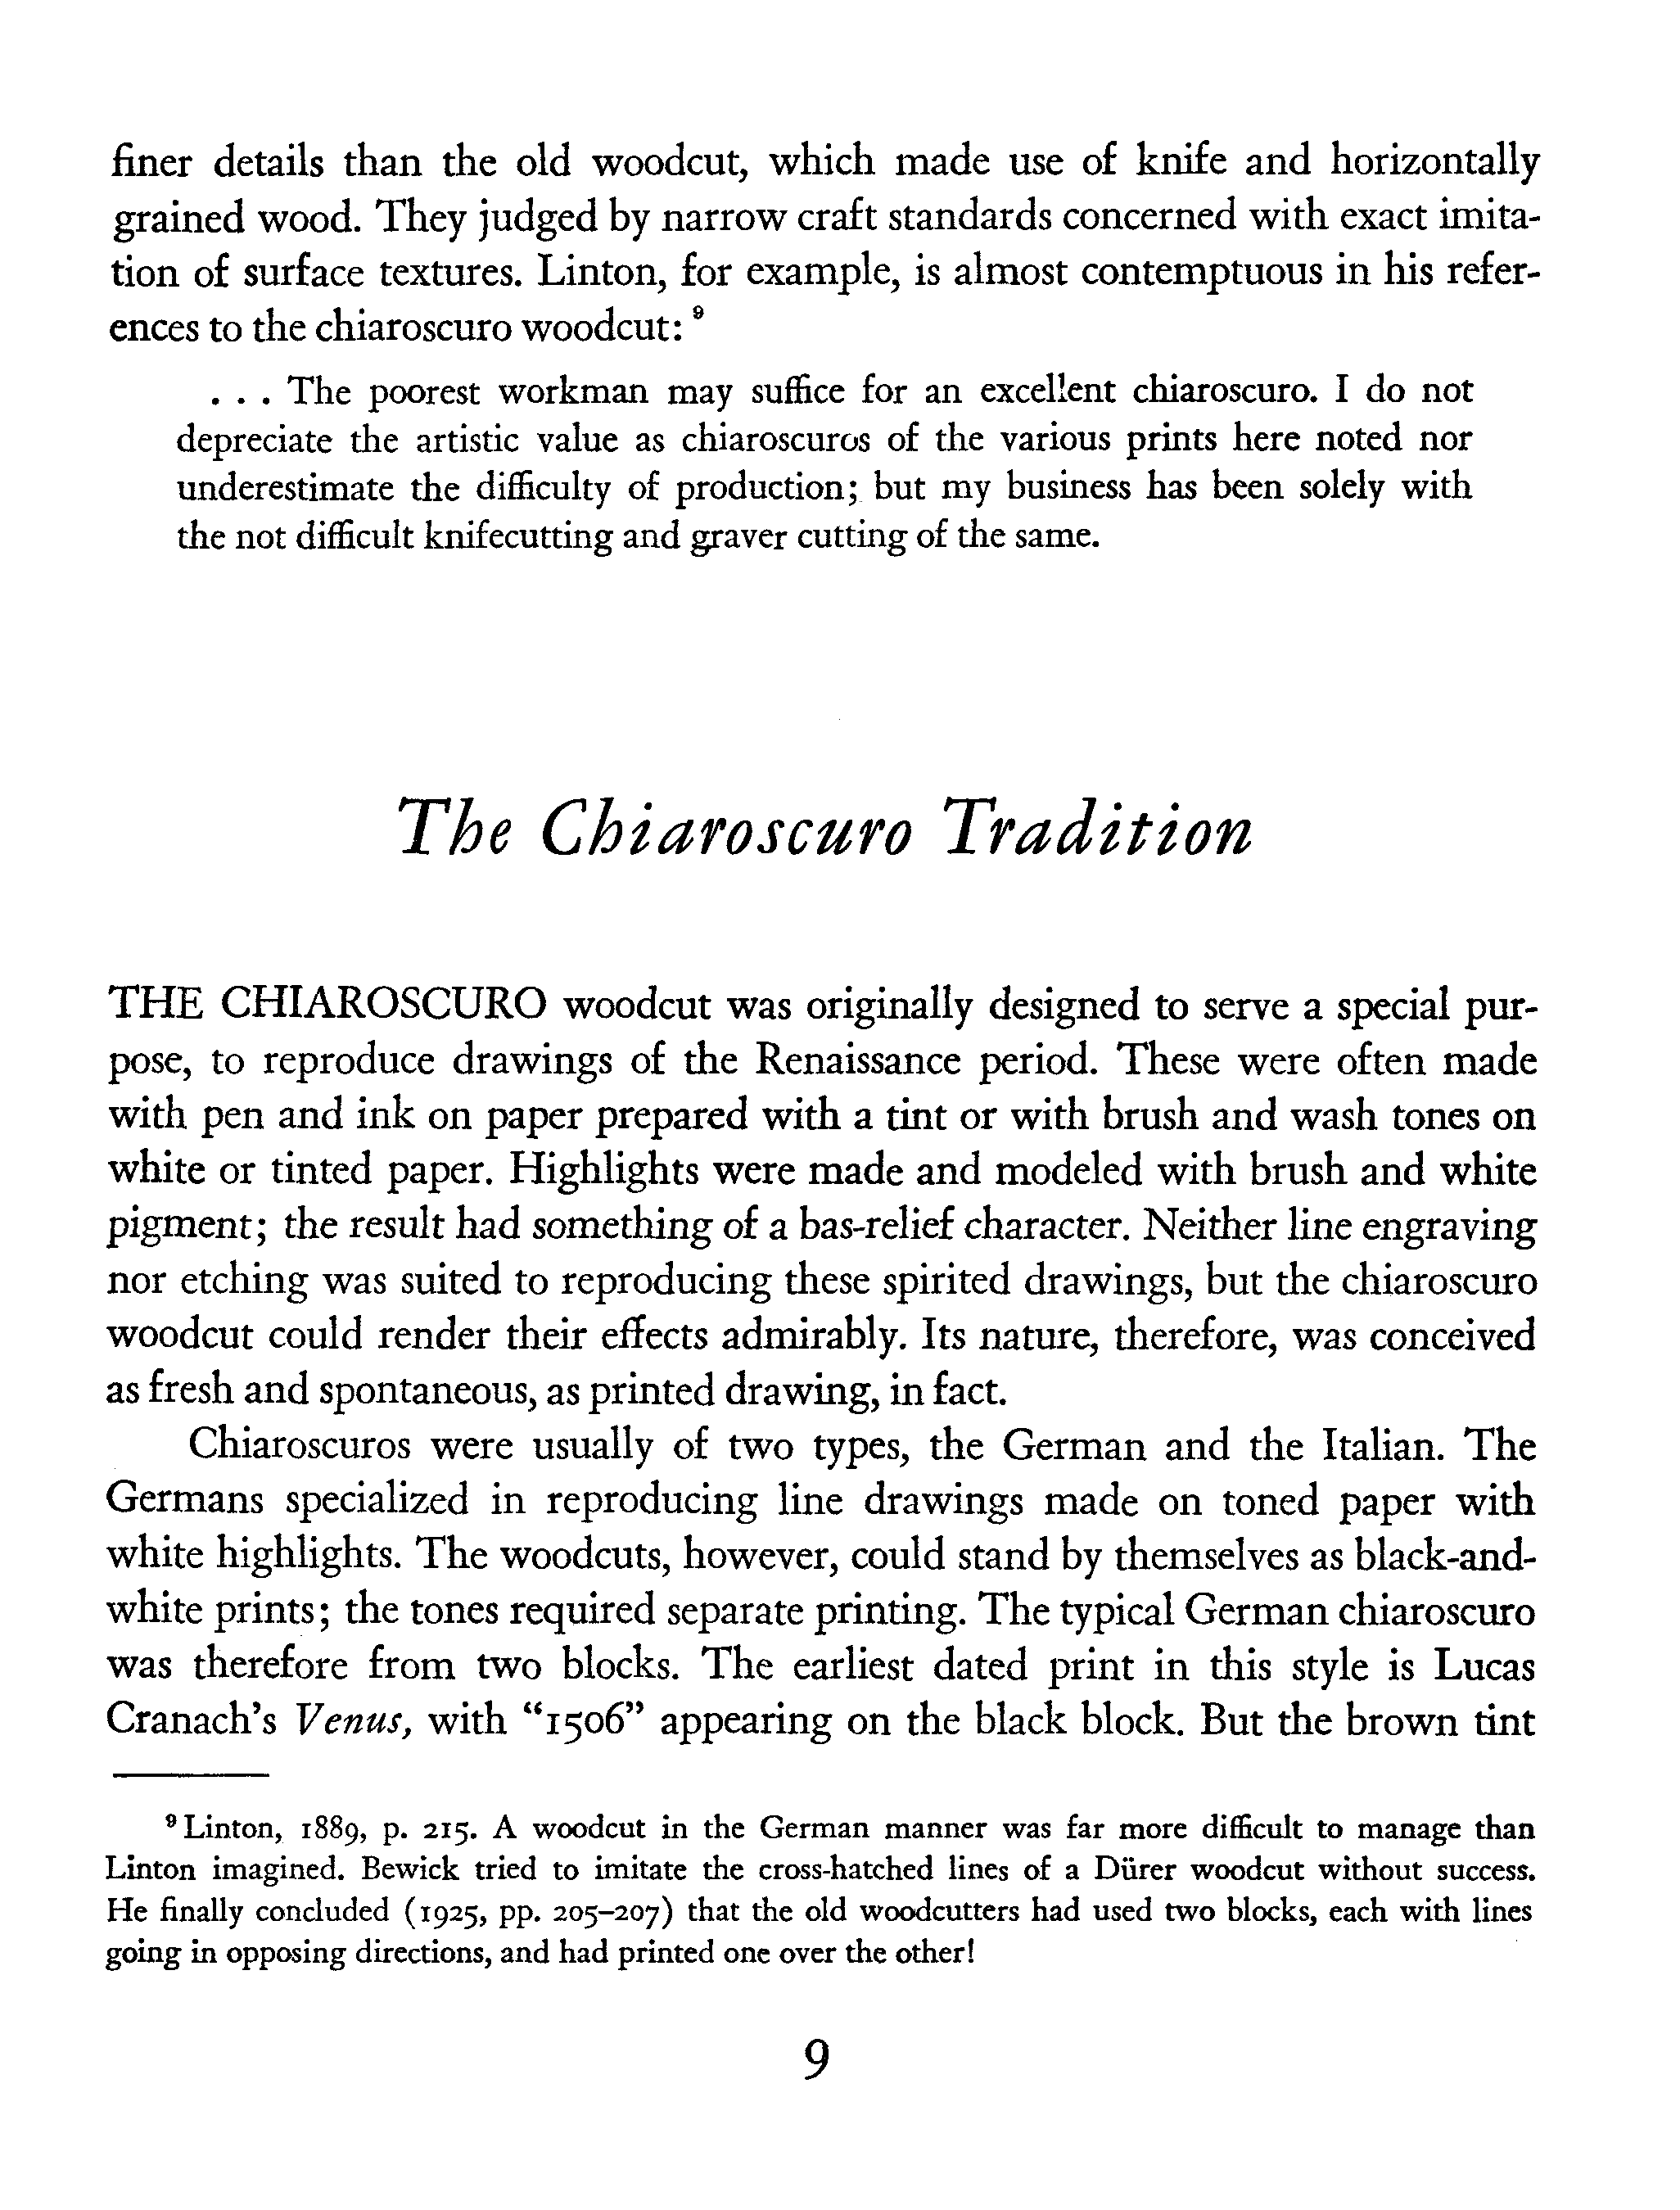 finer details than the old woodcut, which made use of knife and horizontally
grained wood. They judged by narrow craft standards concerned with exact imita-
tion of surface textures. Linton, for example, is almost contemptuous in his refer-
ences to the chiaroscuro woodcut: ⁹
. . . The poorest workman may suffice for an excellent chiaroscuro. I do not
depreciate the artistic value as chiaroscuros of the various prints here noted nor
underestimate the difficulty of production; but my business has been solely with
the not difficult knifecutting and graver cutting of the same.
The Chiaroscuro Tradition
THE CHIAROSCURO woodcut was originally designed to serve a special pur-
pose, to reproduce drawings of the Renaissance period. These were often made
with pen and ink on paper prepared with a tint or with brush and wash tones on
white or tinted paper. Highlights were made and modeled with brush and white
pigment; the result had something of a bas-relief character. Neither line engraving
nor etching was suited to reproducing these spirited drawings, but the chiaroscuro
woodcut could render their effects admirably. Its nature, therefore, was conceived
as fresh and spontaneous, as printed drawing, in fact.
Chiaroscuros were usually of two types, the German and the Italian. The
Germans specialized in reproducing line drawings made on toned paper with
white highlights. The woodcuts, however, could stand by themselves as black-and-
white prints; the tones required separate printing. The typical German chiaroscuro
was therefore from two blocks. The earliest dated print in this style is Lucas
Cranach's Venus, with “1506” appearing on the black block. But the brown tint
⁹ Linton, 1889, p. 215. A woodcut in the German manner was far more difficult to manage than
Linton imagined. Bewick tried to imitate the cross-hatched lines of a Dürer woodcut without success.
He finally concluded (1925, pp. 205–207) that the old woodcutters had used two blocks, each with lines
going in opposing directions, and had printed one over the other!
9